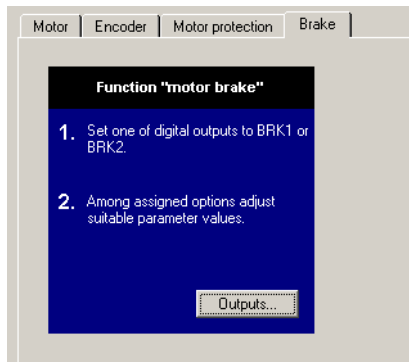 Motor Encoder Motor protection Brake
Function "motor brake"
1. Set one of digital outputs to BRK1 or
BRK2.
2. Among assigned options adjust
suitable parameter values.
Outputs...